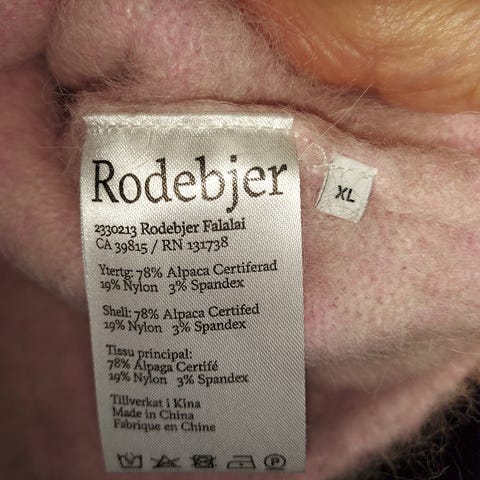 Rodebjer
XL
2330213 Rodebjer Falalai
CA 39815 / RN 131738
Ytertg: 78% Alpaca Certiferad
19% Nylon 3% Spandex
Shell: 78% Alpaca Certifed
19% Nylon 3% Spandex
Tissu principal:
78% Alpaga Certifé
19% Nylon 3% Spandex
Tillverkat i Kina
Made in China
Fabrique en Chine